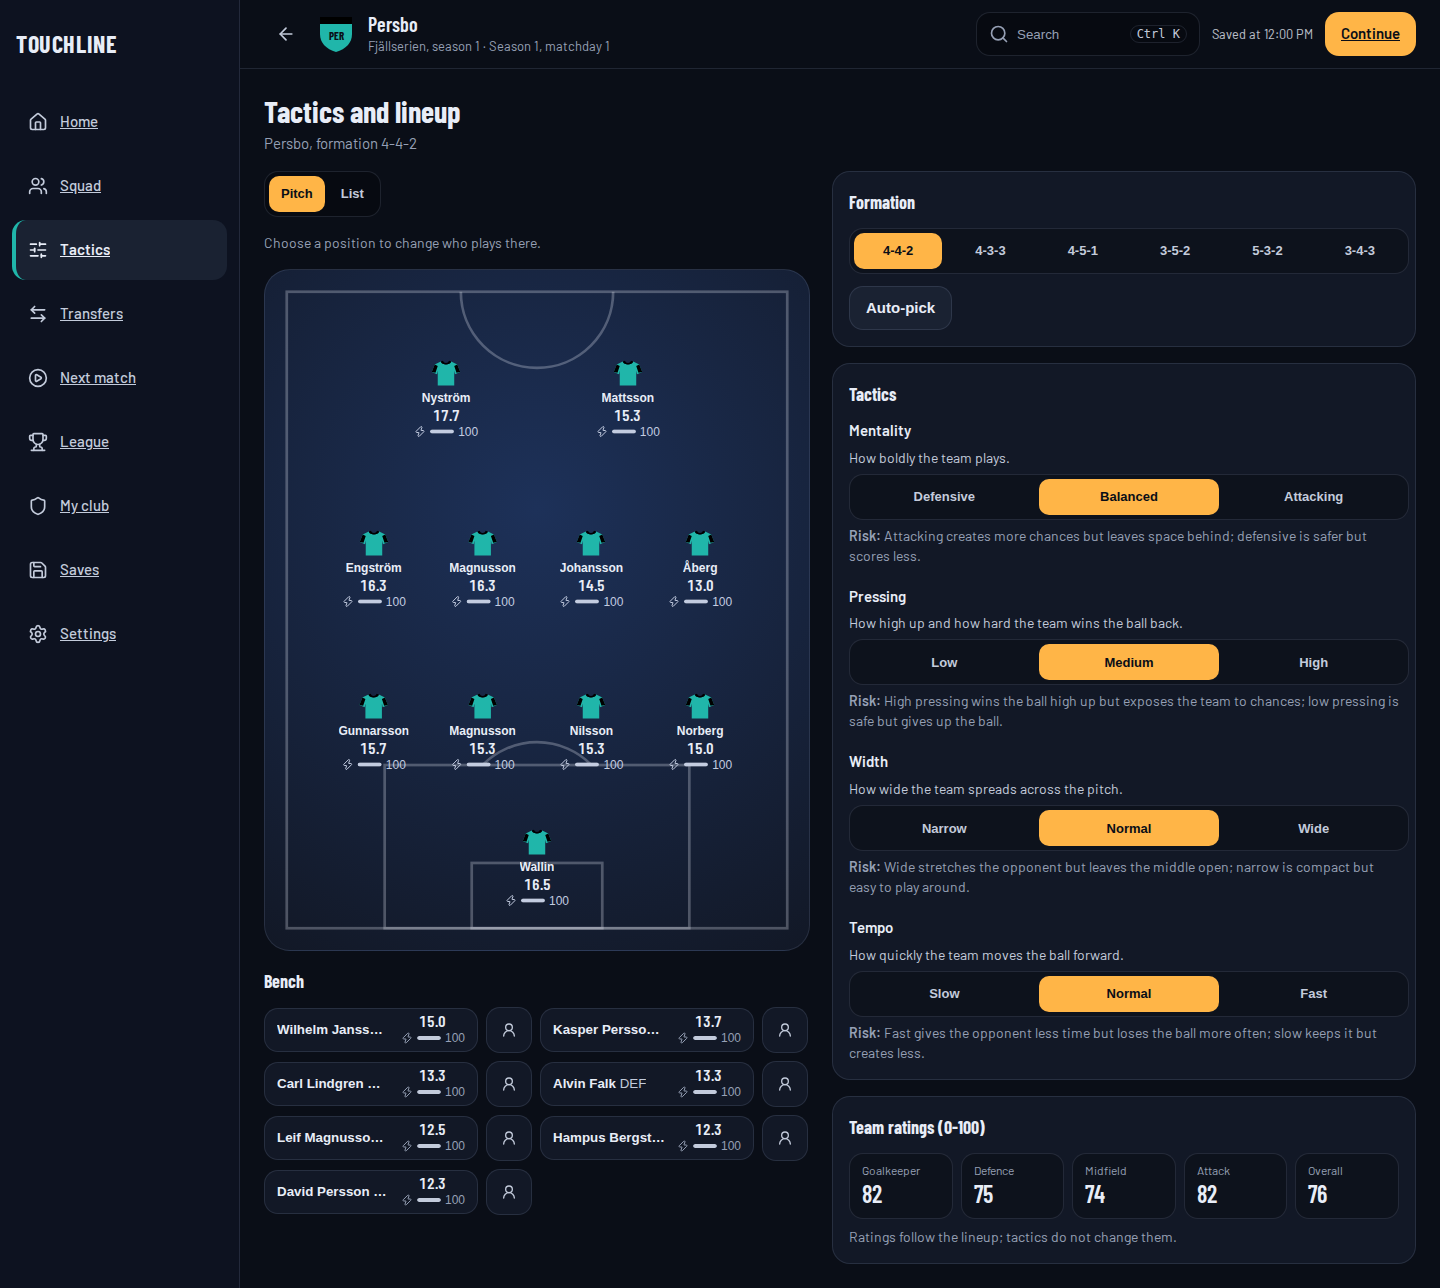 TOUCHLINE
Home
Squad
Tactics
Transfers
Next match
League
My club
Saves
Settings
PER
Persbo
Fjällserien, season 1 · Season 1, matchday 1
Search
Ctrl K
Saved at 12:00 PM
Continue
Tactics and lineup
Persbo, formation 4-4-2
Pitch
List
Choose a position to change who plays there.
Nyström
17.7
100
Mattsson
15.3
100
Engström
16.3
100
Magnusson
16.3
100
Johansson
14.5
100
Åberg
13.0
100
Gunnarsson
15.7
100
Magnusson
15.3
100
Nilsson
15.3
100
Norberg
15.0
100
Wallin
16.5
100
Bench
Wilhelm Janss...
15.0
100
Kasper Persso...
13.7
100
Carl Lindgren ...
13.3
100
Alvin Falk DEF
13.3
100
Leif Magnusso...
12.5
100
Hampus Bergst...
12.3
100
David Persson ...
12.3
100
Formation
4-4-2
4-3-3
4-5-1
3-5-2
5-3-2
3-4-3
Auto-pick
Tactics
Mentality
How boldly the team plays.
Defensive
Balanced
Attacking
Risk: Attacking creates more chances but leaves space behind; defensive is safer but
scores less.
Pressing
How high up and how hard the team wins the ball back.
Low
Medium
High
Risk: High pressing wins the ball high up but exposes the team to chances; low pressing is
safe but gives up the ball.
Width
How wide the team spreads across the pitch.
Narrow
Normal
Wide
Risk: Wide stretches the opponent but leaves the middle open; narrow is compact but
easy to play around.
Tempo
How quickly the team moves the ball forward.
Slow
Normal
Fast
Risk: Fast gives the opponent less time but loses the ball more often; slow keeps it but
creates less.
Team ratings (0-100)
Goalkeeper
82
Defence
75
Midfield
74
Attack
82
Overall
76
Ratings follow the lineup; tactics do not change them.